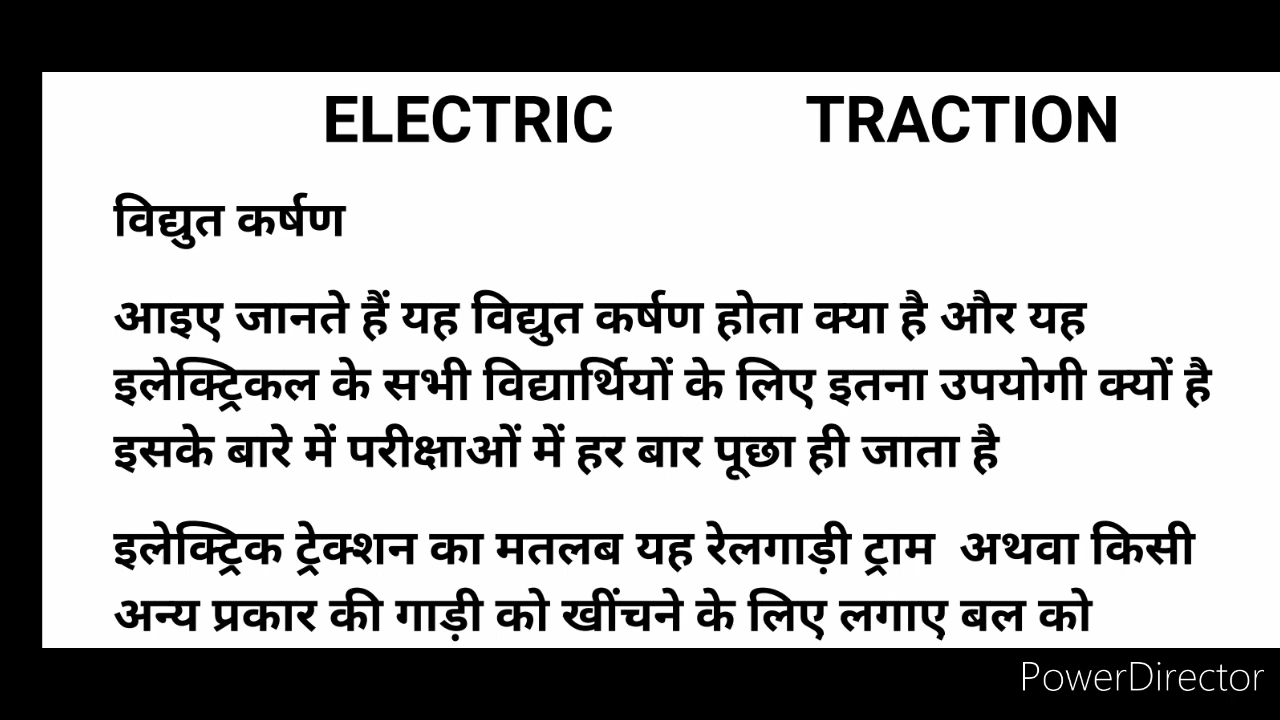 ELECTRIC TRACTION
विद्युत कर्षण
आइए जानते हैं यह विद्युत कर्षण होता क्या है और यह
इलेक्ट्रिकल के सभी विद्यार्थियों के लिए इतना उपयोगी क्यों है
इसके बारे में परीक्षाओं में हर बार पूछा ही जाता है
इलेक्ट्रिक ट्रेक्शन का मतलब यह रेलगाड़ी ट्राम अथवा किसी
अन्य प्रकार की गाड़ी को खींचने के लिए लगाए बल को
PowerDirector